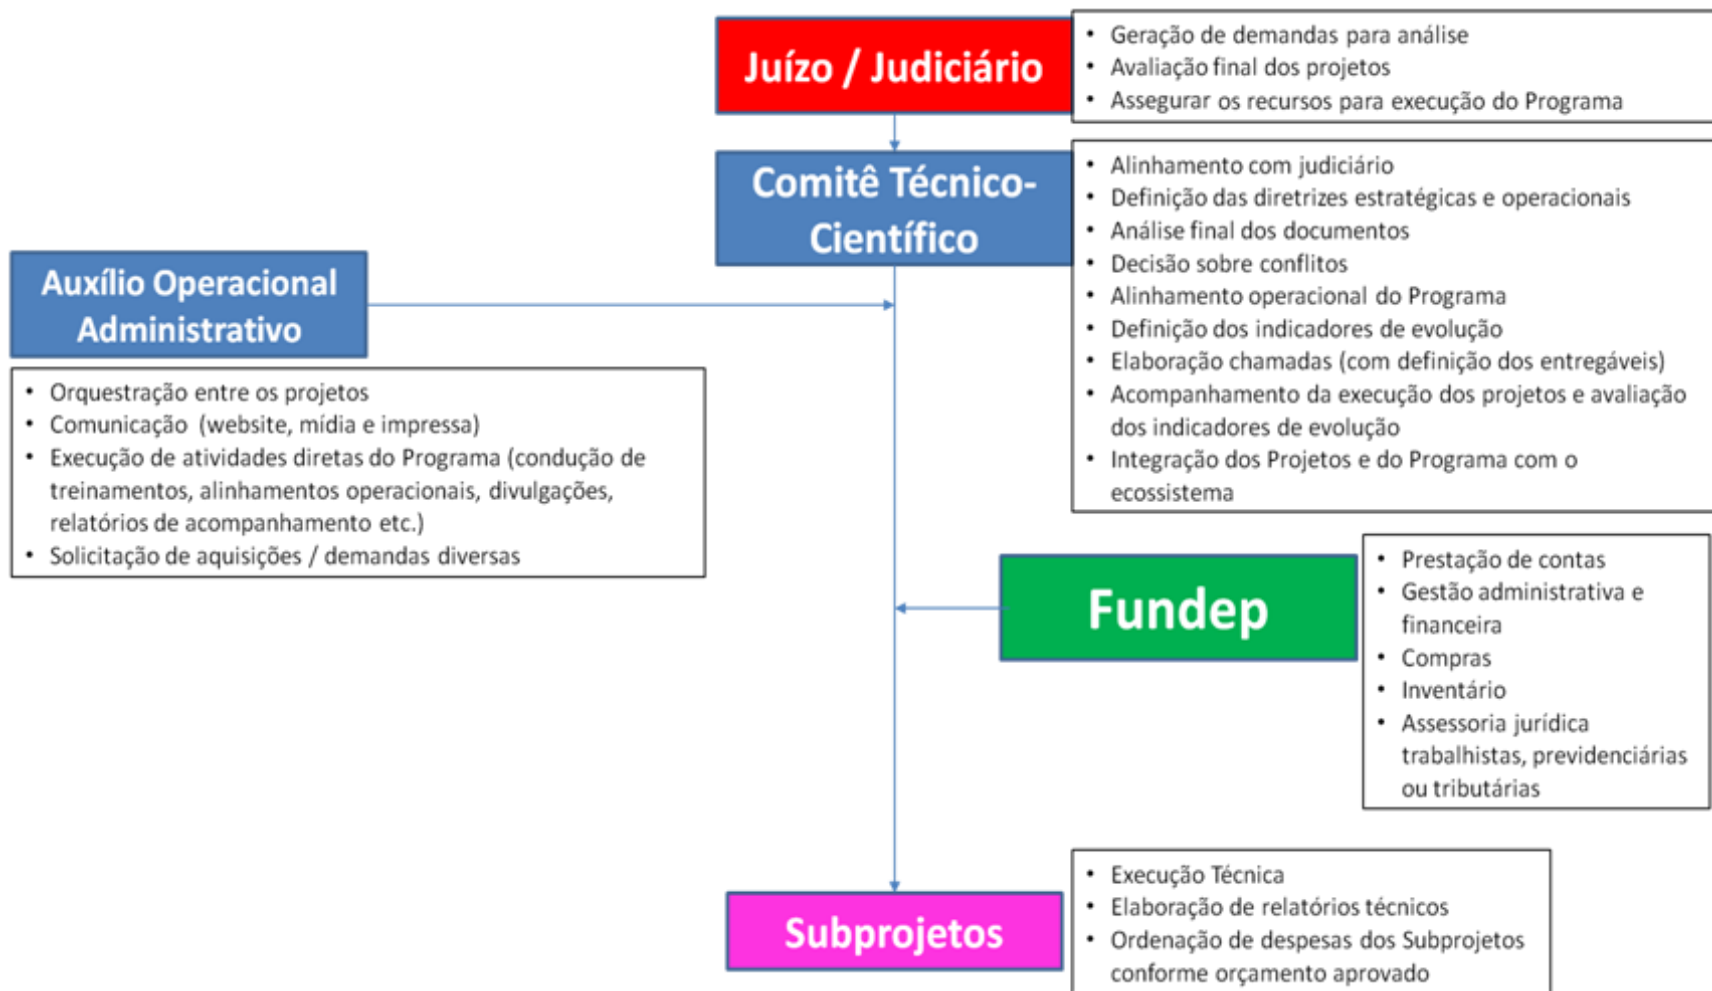 Juízo / Judiciário
• Geração de demandas para análise
• Avaliação final dos projetos
• Assegurar os recursos para execução do Programa
Comitê Técnico-
Científico
• Alinhamento com judiciário
• Definição das diretrizes estratégicas e operacionais
• Análise final dos documentos
• Decisão sobre conflitos
• Alinhamento operacional do Programa
• Definição dos indicadores de evolução
• Elaboração chamadas (com definição dos entregáveis)
• Acompanhamento da execução dos projetos e avaliação
dos indicadores de evolução
• Integração dos Projetos e do Programa com o
ecossistema
Auxílio Operacional
Administrativo
• Orquestração entre os projetos
• Comunicação (website, mídia e impressa)
• Execução de atividades diretas do Programa (condução de
treinamentos, alinhamentos operacionais, divulgações,
relatórios de acompanhamento etc.)
• Solicitação de aquisições / demandas diversas
Fundep
• Prestação de contas
• Gestão administrativa e
financeira
• Compras
• Inventário
• Assessoria jurídica
trabalhistas, previdenciárias
ou tributárias
Subprojetos
• Execução Técnica
• Elaboração de relatórios técnicos
• Ordenação de despesas dos Subprojetos
conforme orçamento aprovado